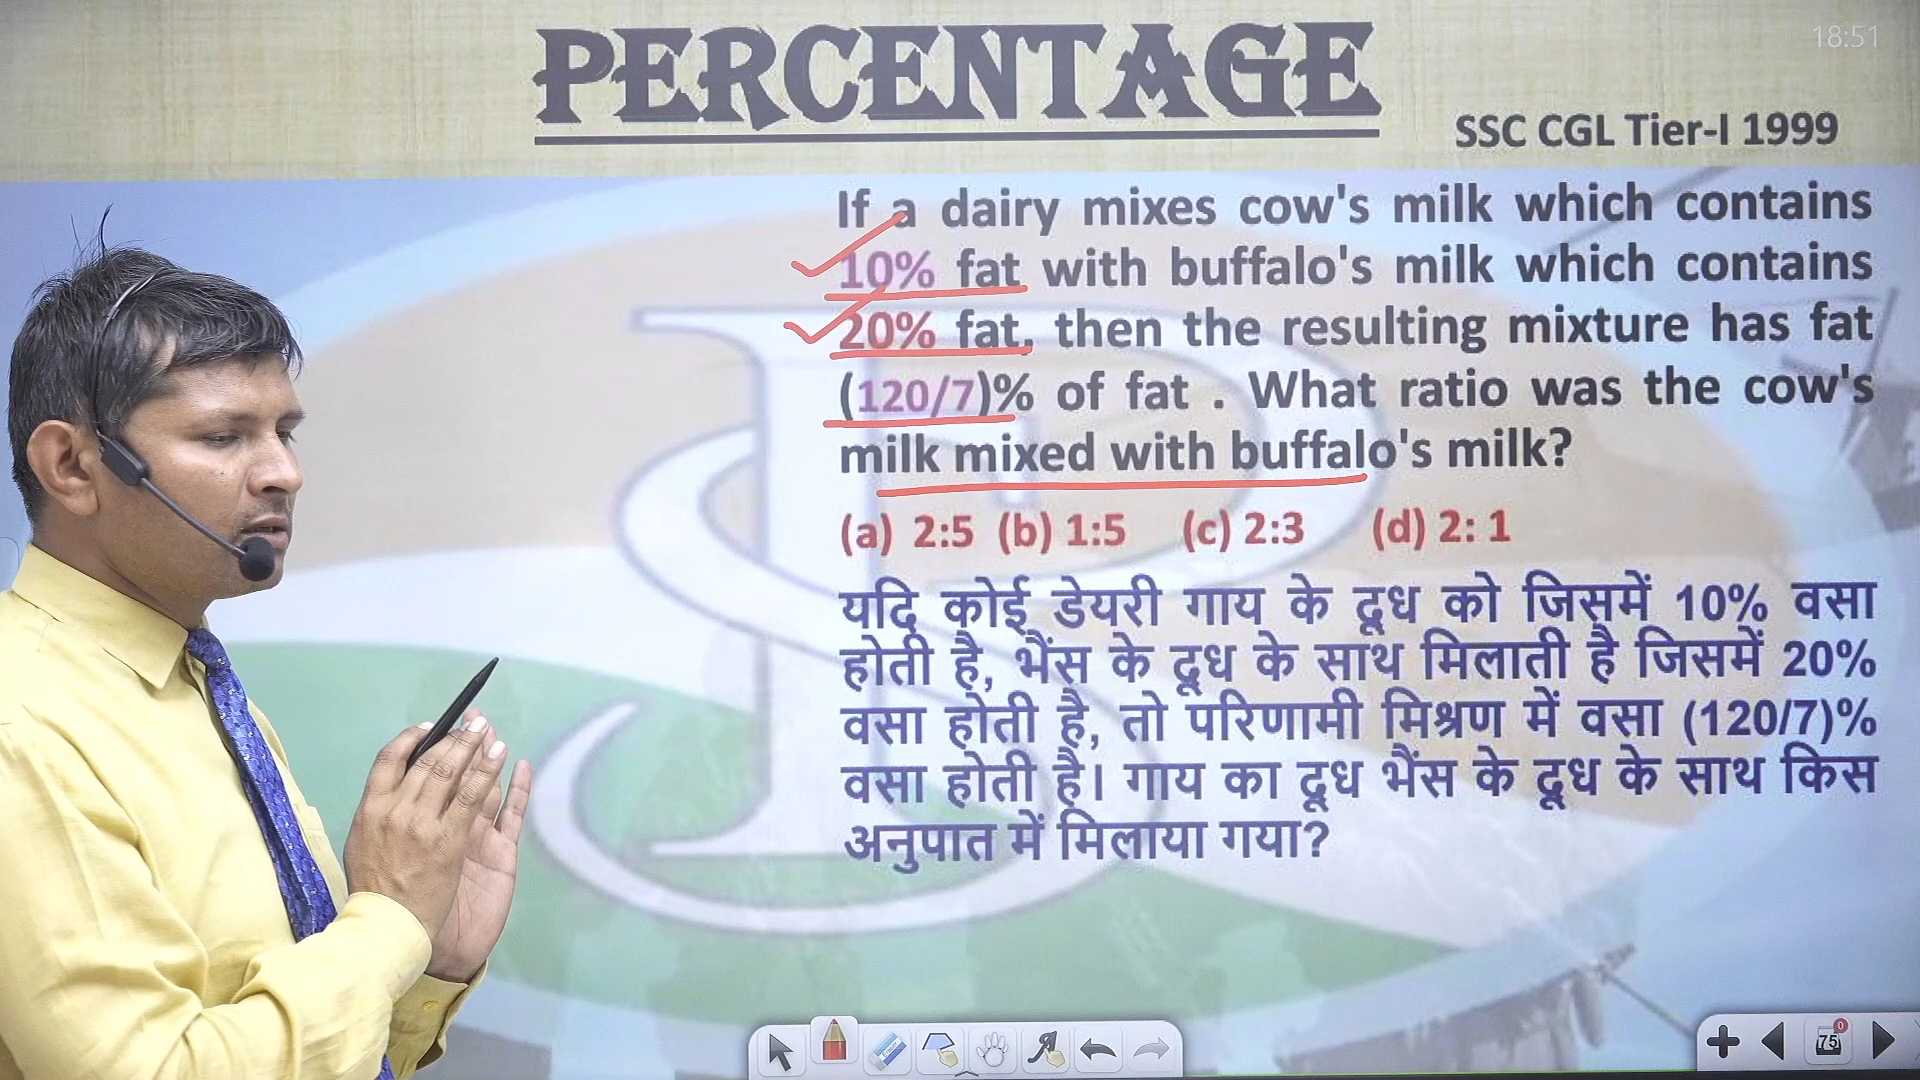 PERCENTAGE
18:51
SSC CGL Tier-I 1999
If a dairy mixes cow's milk which contains
10% fat with buffalo's milk which contains
20% fat, then the resulting mixture has fat
(120/7)% of fat . What ratio was the cow's
milk mixed with buffalo's milk?
(a) 2:5 (b) 1:5 (c) 2:3 (d) 2: 1
यदि कोई डेयरी गाय के दूध को जिसमें 10% वसा
होती है, भैंस के दूध के साथ मिलाती है जिसमें 20%
वसा होती है, तो परिणामी मिश्रण में वसा (120/7)%
वसा होती है। गाय का दूध भैंस के दूध के साथ किस
अनुपात में मिलाया गया?
75
0